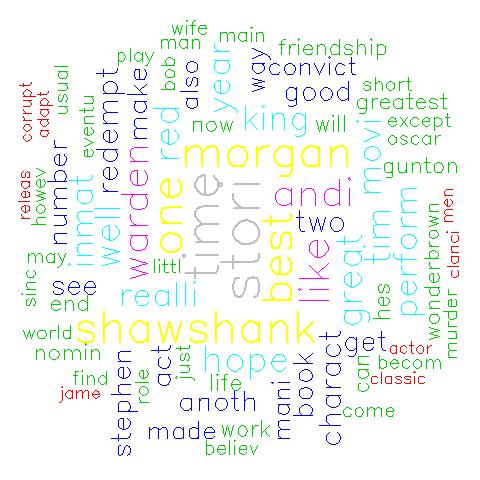 wife
man
main
play
friendship
bob
also
way
convict
year
usual
redempt
make
red
good
short
greatest
corrupt
adapt
eventu
now
king
will
movi
except
oscar
number
warden
one
morgan
gunton
releas
howev
inmat
well
time
stori
best
andi
like
two
great
tim
perform
men
clanci
wonderbrown
murder
may
littl
sinc
see
realli
hes
end
shawshank
world
nomin
act
just
hope
get
actor
becom
can
classic
find
jame
stephen
role
life
anoth
mani
book
charact
come
made
work
believ